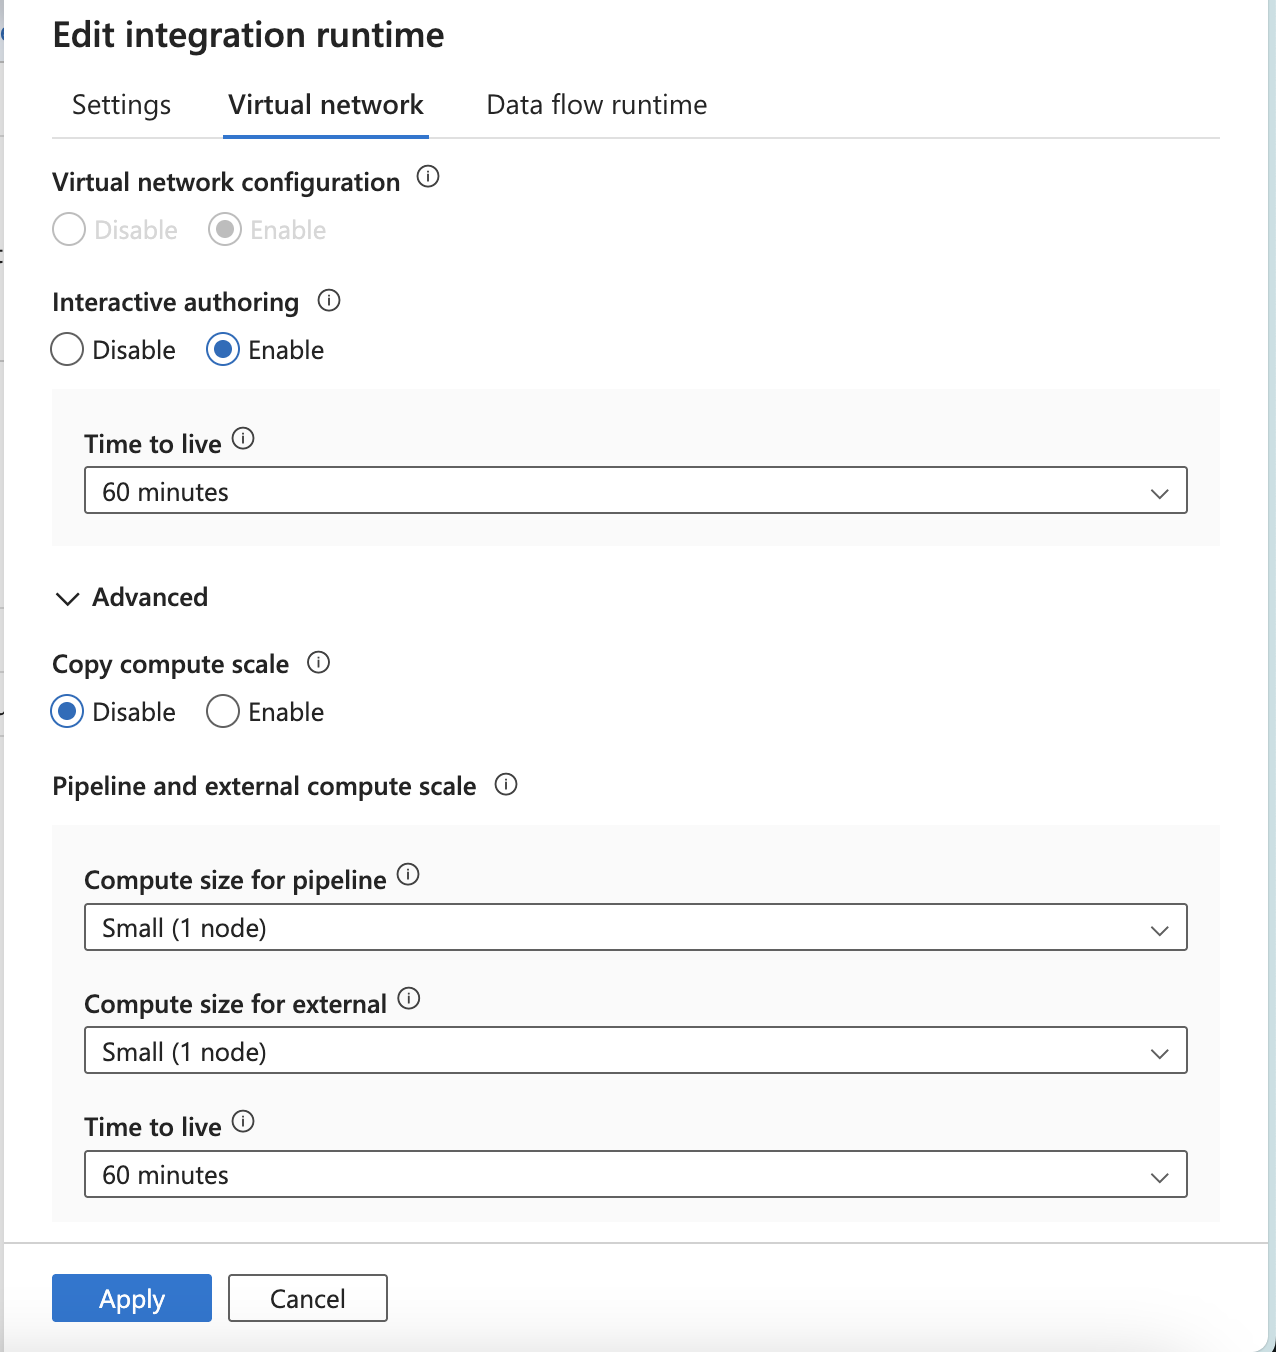 Edit integration runtime
Settings Virtual network Data flow runtime
Virtual network configuration
Disable Enable
Interactive authoring
Disable Enable
Time to live
60 minutes
Advanced
Copy compute scale
Disable Enable
Pipeline and external compute scale
Compute size for pipeline
Small (1 node)
Compute size for external
Small (1 node)
Time to live
60 minutes
Apply Cancel